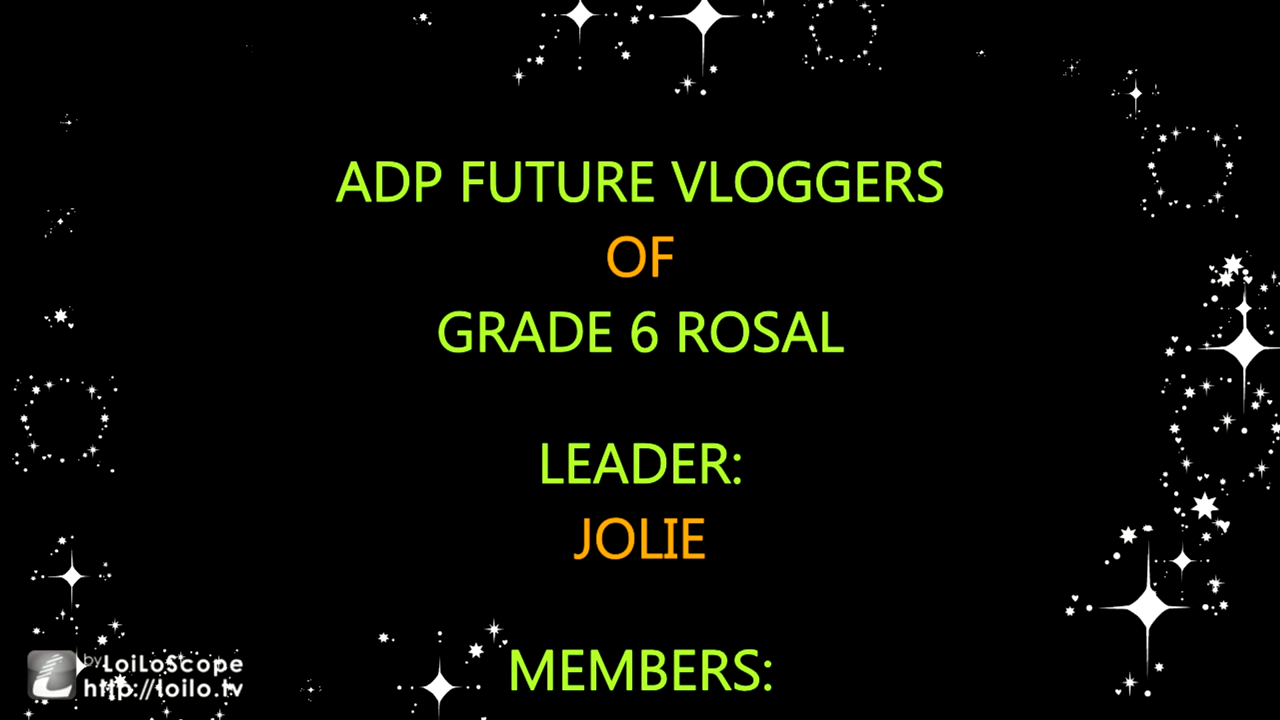 ADP FUTURE VLOGGERS
OF
GRADE 6 ROSAL
LEADER:
JOLIE
MEMBERS:
by LoiLoScope
http://loilo.tv